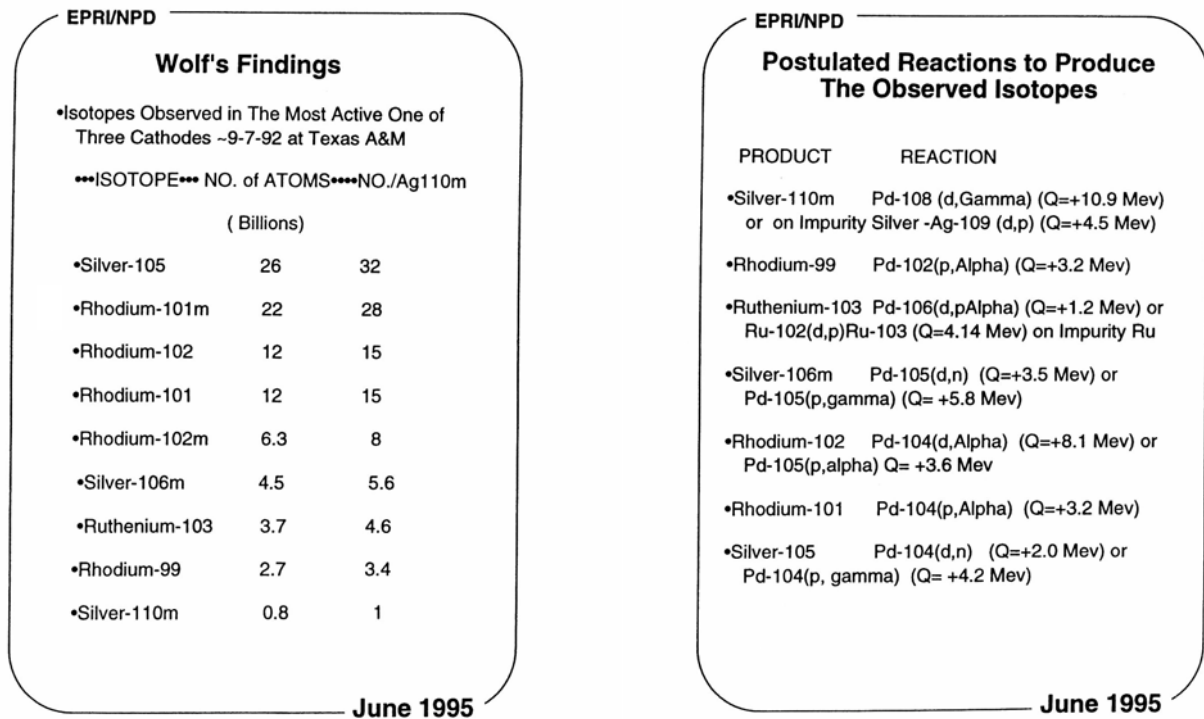 EPRI/NPD
Wolf's Findings
•Isotopes Observed in The Most Active One of
Three Cathodes ~9-7-92 at Texas A&M
•••ISOTOPE••• NO. of ATOMS••••NO./Ag110m
( Billions)
•Silver-105 26 32
•Rhodium-101m 22 28
•Rhodium-102 12 15
•Rhodium-101 12 15
•Rhodium-102m 6.3 8
•Silver-106m 4.5 5.6
•Ruthenium-103 3.7 4.6
•Rhodium-99 2.7 3.4
•Silver-110m 0.8 1
June 1995
EPRI/NPD
Postulated Reactions to Produce
The Observed Isotopes
PRODUCT REACTION
•Silver-110m Pd-108 (d,Gamma) (Q=+10.9 Mev)
or on Impurity Silver -Ag-109 (d,p) (Q=+4.5 Mev)
•Rhodium-99 Pd-102(p,Alpha) (Q=+3.2 Mev)
•Ruthenium-103 Pd-106(d,pAlpha) (Q=+1.2 Mev) or
Ru-102(d,p)Ru-103 (Q=4.14 Mev) on Impurity Ru
•Silver-106m Pd-105(d,n) (Q=+3.5 Mev) or
Pd-105(p,gamma) (Q= +5.8 Mev)
•Rhodium-102 Pd-104(d,Alpha) (Q=+8.1 Mev) or
Pd-105(p,alpha) Q= +3.6 Mev
•Rhodium-101 Pd-104(p,Alpha) (Q=+3.2 Mev)
•Silver-105 Pd-104(d,n) (Q=+2.0 Mev) or
Pd-104(p, gamma) (Q= +4.2 Mev)
June 1995